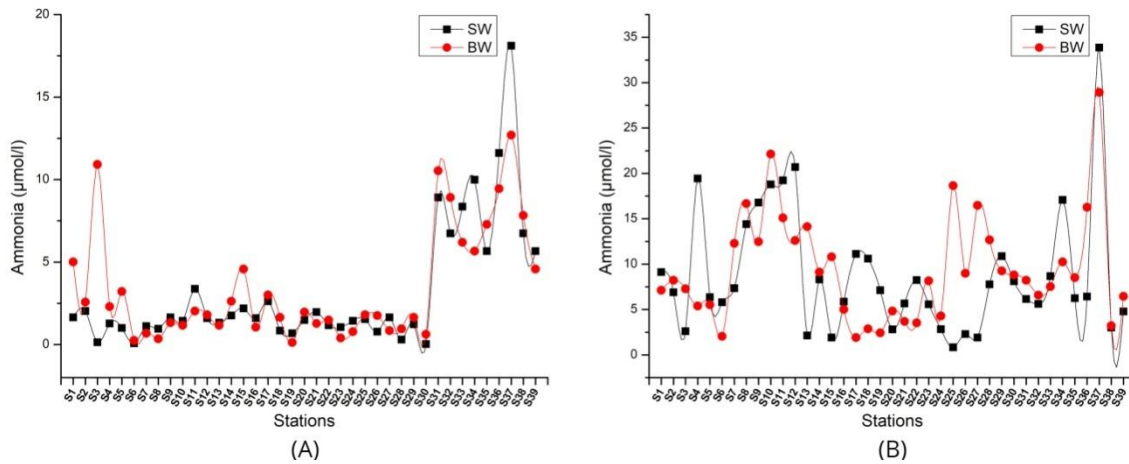 20
15
10
5
0
Ammonia (μmol/l)
SW
BW
S1 S2 S3 S4 S5 S6 S7 S8 S9 S10 S11 S12 S13 S14 S15 S16 S17 S18 S19 S20 S21 S22 S23 S24 S25 S26 S27 S28 S29 S30 S31 S32 S33 S34 S35 S36 S37 S38 S39
Stations
(A)
35
30
25
20
15
10
5
0
Ammonia (μmol/l)
SW
BW
S1 S2 S3 S4 S5 S6 S7 S8 S9 S10 S11 S12 S13 S14 S15 S16 S17 S18 S19 S20 S21 S22 S23 S24 S25 S26 S27 S28 S29 S30 S31 S32 S33 S34 S35 S36 S37 S38 S39
Stations
(B)